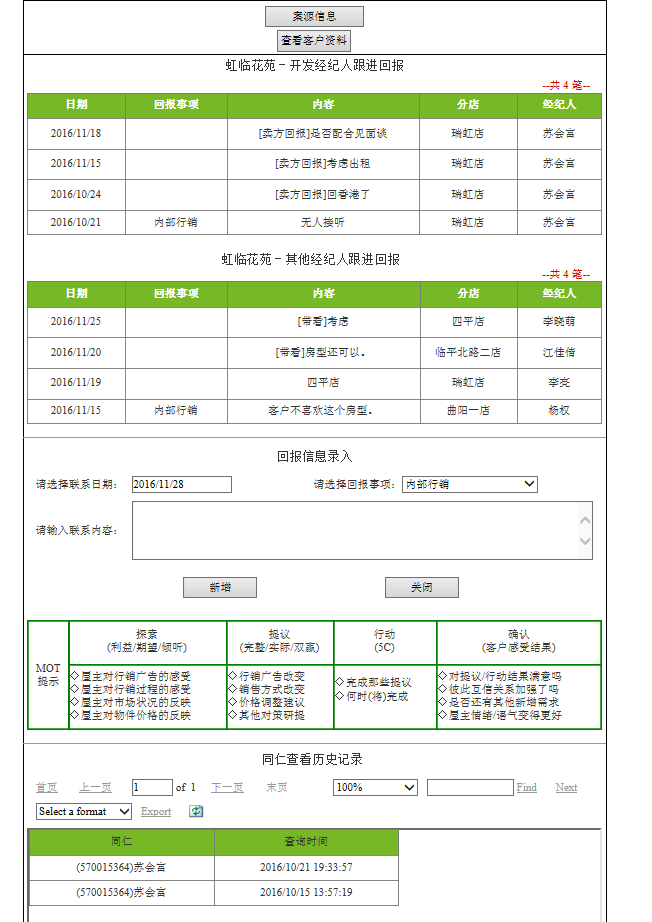 案源信息
查看客户资料
虹临花苑－开发经纪人跟进回报
--共 4 笔--
日期 回报事项 内容 分店 经纪人
2016/11/18 [卖方回报]是否配合见面谈 瑞虹店 苏会富
2016/11/15 [卖方回报]考虑出租 瑞虹店 苏会富
2016/10/24 [卖方回报]回香港了 瑞虹店 苏会富
2016/10/21 内部行销 无人接听 瑞虹店 苏会富
虹临花苑－其他经纪人跟进回报
--共 4 笔--
日期 回报事项 内容 分店 经纪人
2016/11/25 [带看]考虑 四平店 李晓萌
2016/11/20 [带看]房型还可以。 临平北路二店 江佳倩
2016/11/19 四平店 瑞虹店 李尧
2016/11/15 内部行销 客户不喜欢这个房型。 曲阳一店 杨权
回报信息录入
请选择联系日期： 2016/11/28 请选择回报事项： 内部行销
请输入联系内容：
新增 关闭
MOT
提示
探索
(利益/期望/倾听)
提议
(完整/实际/双赢)
行动
(5C)
确认
(客户感受结果)
◇屋主对行销广告的感受
◇屋主对行销过程的感受
◇屋主对市场状况的反映
◇屋主对物件价格的反映
◇行销广告改变
◇销售方式改变
◇价格调整建议
◇其他对策研提
◇完成那些提议
◇何时(将)完成
◇对提议/行动结果满意吗
◇彼此互信关系加强了吗
◇是否还有其他新增需求
◇屋主情绪/语气变得更好
同仁查看历史记录
首页 上一页 1 of 1 下一页 末页 100% Find Next
Select a format Export
同仁 查询时间
(570015364)苏会富 2016/10/21 19:33:57
(570015364)苏会富 2016/10/15 13:57:19